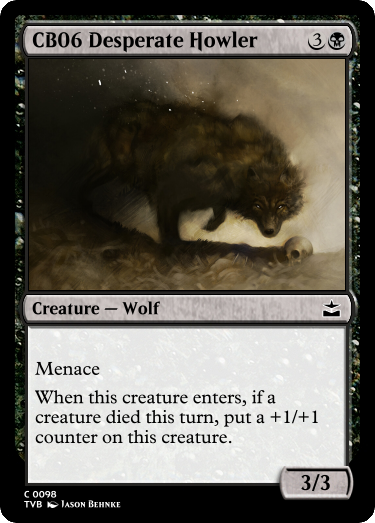 CB06 Desperate Howler 3
Creature — Wolf
Menace
When this creature enters, if a
creature died this turn, put a +1/+1
counter on this creature.
3/3
C 0098
TVB Jason Behnke